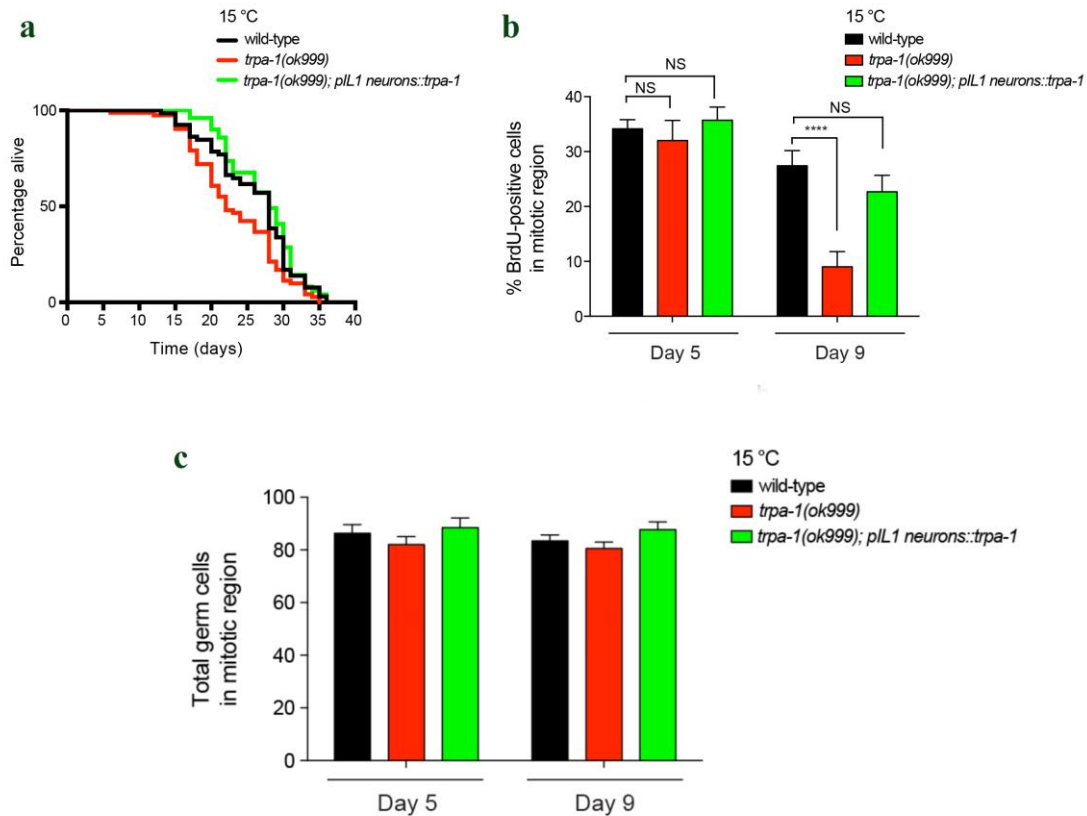 a
15 °C
wild-type
trpa-1(ok999)
trpa-1(ok999); pIL1 neurons::trpa-1
Percentage alive
100
50
0
0 5 10 15 20 25 30 35 40
Time (days)
b
15 °C
wild-type
trpa-1(ok999)
trpa-1(ok999); pIL1 neurons::trpa-1
% BrdU-positive cells
in mitotic region
40
30
20
10
0
NS
NS
NS
****
Day 5 Day 9
c
15 °C
wild-type
trpa-1(ok999)
trpa-1(ok999); pIL1 neurons::trpa-1
Total germ cells
in mitotic region
100
80
60
40
20
0
Day 5 Day 9